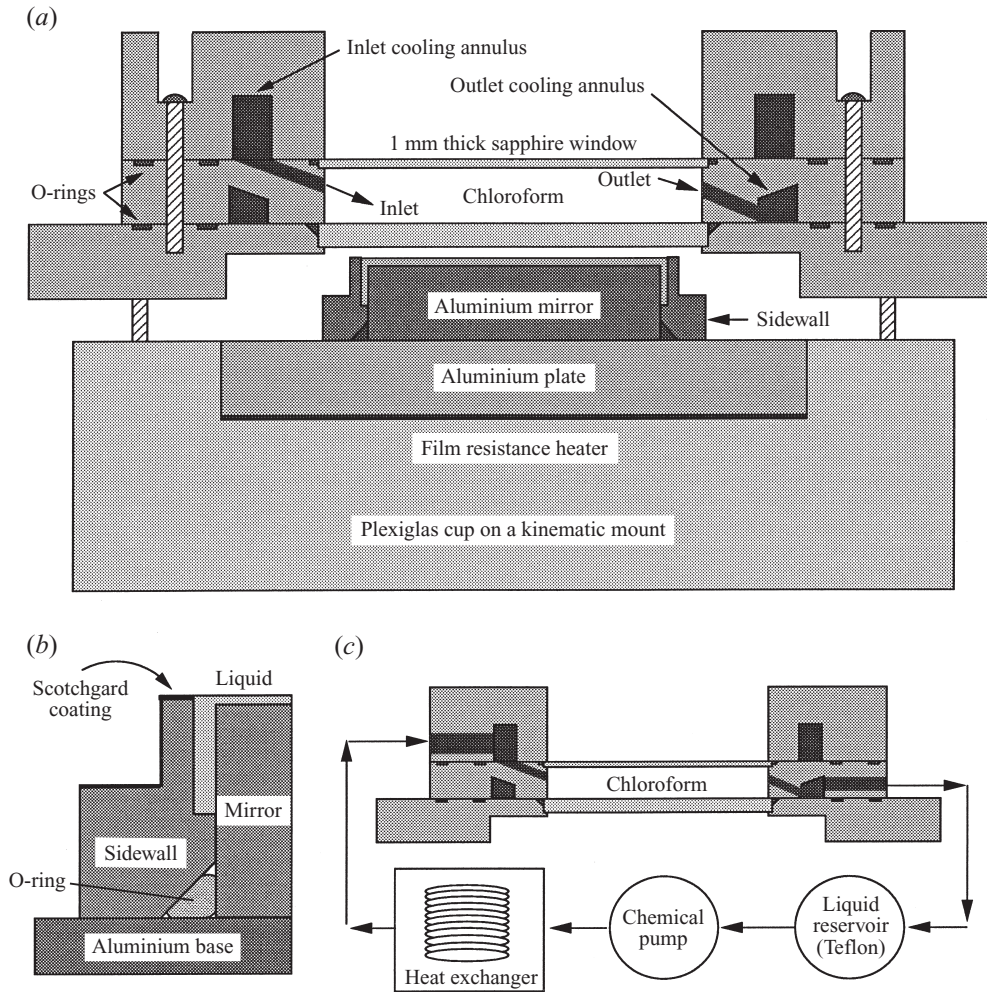 (a)
Inlet cooling annulus
Outlet cooling annulus
1 mm thick sapphire window
O-rings
Inlet
Chloroform
Outlet
Aluminium mirror
Sidewall
Aluminium plate
Film resistance heater
Plexiglas cup on a kinematic mount
(b)
Scotchgard
coating
Liquid
Mirror
Sidewall
O-ring
Aluminium base
(c)
Chloroform
Heat exchanger
Chemical
pump
Liquid
reservoir
(Teflon)